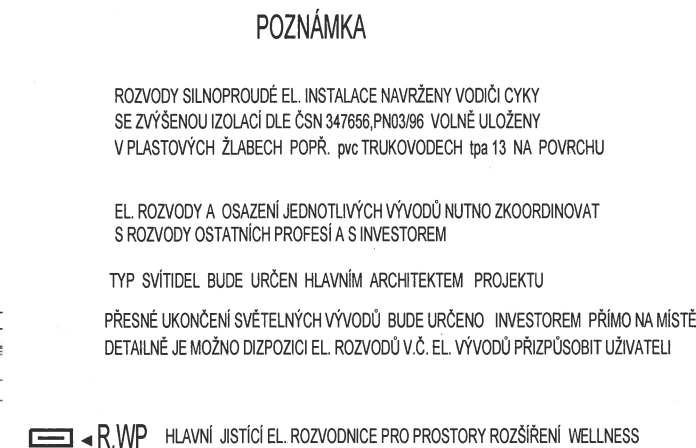 POZNÁMKA
ROZVODY SILNOPROUDÉ EL. INSTALACE NAVRŽENY VODIČI CYKY
SE ZVÝŠENOU IZOLACÍ DLE ČSN 347656,PN03/96 VOLNĚ ULOŽENY
V PLASTOVÝCH ŽLABECH POPŘ. pvc TRUKOVODECH tpa 13 NA POVRCHU
EL. ROZVODY A OSAZENÍ JEDNOTLIVÝCH VÝVODŮ NUTNO ZKOORDINOVAT
S ROZVODY OSTATNÍCH PROFESÍ A S INVESTOREM
TYP SVÍTIDEL BUDE URČEN HLAVNÍM ARCHITEKTEM PROJEKTU
PŘESNÉ UKONČENÍ SVĚTELNÝCH VÝVODŮ BUDE URČENO INVESTOREM PŘÍMO NA MÍSTĚ
DETAILNĚ JE MOŽNO DIZPOZICI EL. ROZVODŮ V.Č. EL. VÝVODŮ PŘIZPŮSOBIT UŽIVATELI
R.WP HLAVNÍ JISTÍCÍ EL. ROZVODNICE PRO PROSTORY ROZŠÍŘENÍ WELLNESS